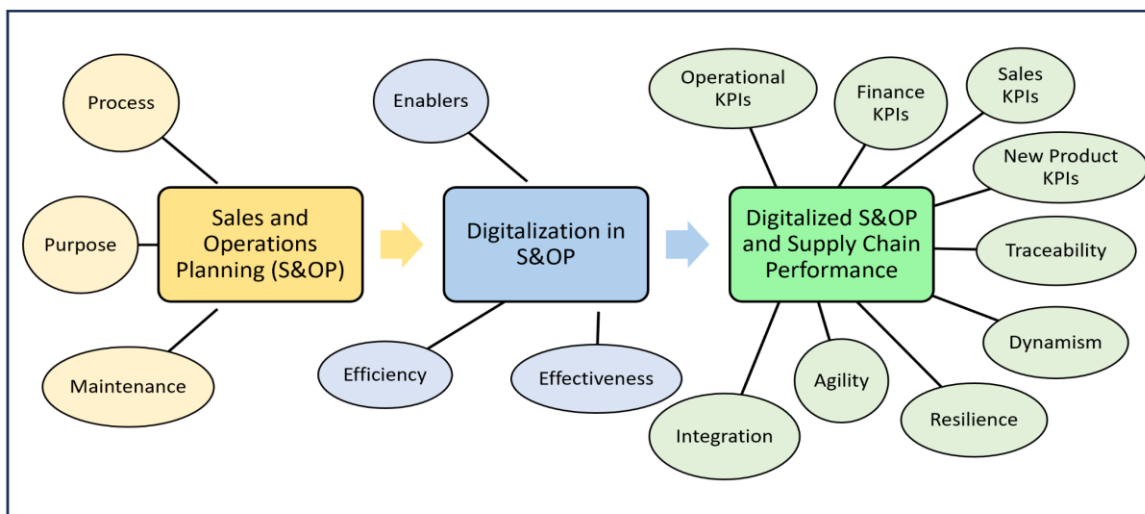 Process
Purpose
Maintenance
Sales and
Operations
Planning (S&OP)
Enablers
Digitalization in
S&OP
Efficiency
Effectiveness
Operational
KPIs
Finance
KPIs
Sales
KPIs
New Product
KPIs
Digitalized S&OP
and Supply Chain
Performance
Traceability
Dynamism
Resilience
Agility
Integration